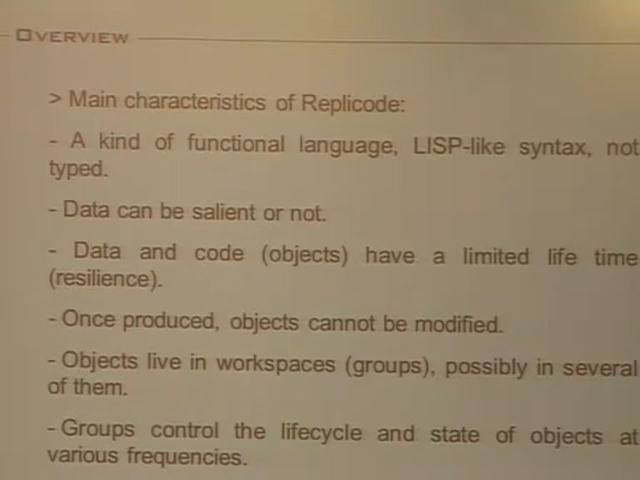 OVERVIEW
> Main characteristics of Replicode:
- A kind of functional language, LISP-like syntax, not
typed.
- Data can be salient or not.
- Data and code (objects) have a limited life time
(resilience).
- Once produced, objects cannot be modified.
- Objects live in workspaces (groups), possibly in several
of them.
- Groups control the lifecycle and state of objects at
various frequencies.